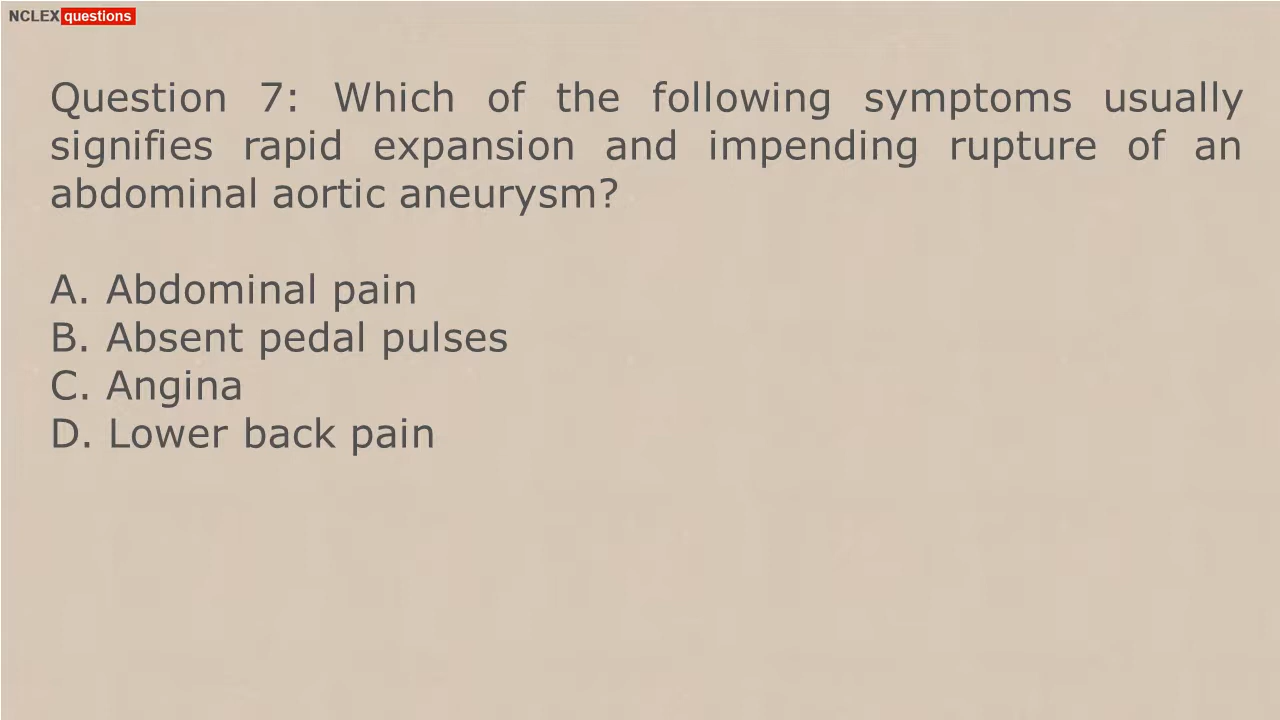 NCLEX questions
Question 7: Which of the following symptoms usually
signifies rapid expansion and impending rupture of an
abdominal aortic aneurysm?
A. Abdominal pain
B. Absent pedal pulses
C. Angina
D. Lower back pain